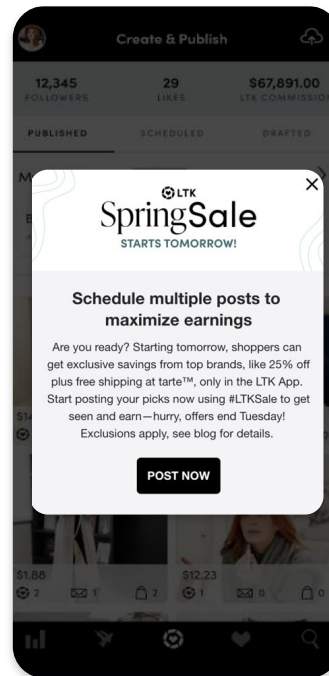 Create & Publish
12,345
29
$67,891.00
FOLLOWERS
LIKES
LTK COMMISSIO
PUBLISHED
SCHEDULED
DRAFTED
M
LTK
SpringSale
STARTS TOMORROW!
Schedule multiple posts to
maximize earnings
Are you ready? Starting tomorrow, shoppers can
get exclusive savings from top brands, like 25% off
plus free shipping at tarte™, only in the LTK App.
Start posting your picks now using #LTKSale to get
seen and earn—hurry, offers end Tuesday!
Exclusions apply, see blog for details.
POST NOW
$1.88
$12.23
2
1
2
1
0
0